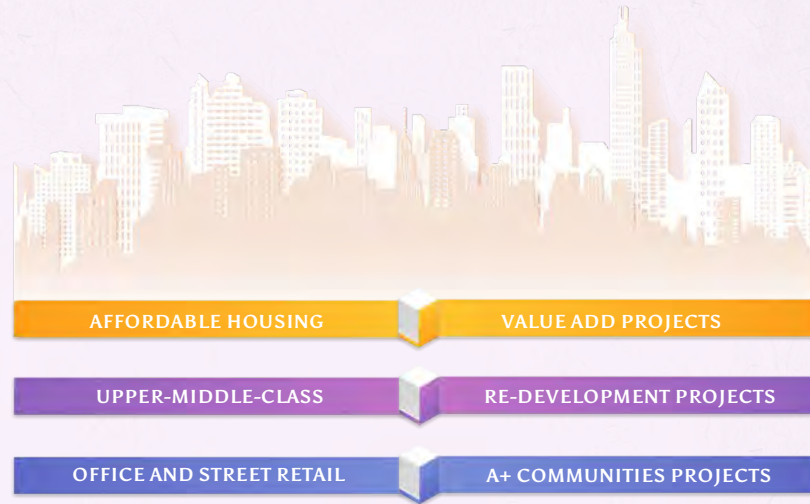 AFFORDABLE HOUSING
VALUE ADD PROJECTS
UPPER-MIDDLE-CLASS
RE-DEVELOPMENT PROJECTS
OFFICE AND STREET RETAIL
A+ COMMUNITIES PROJECTS